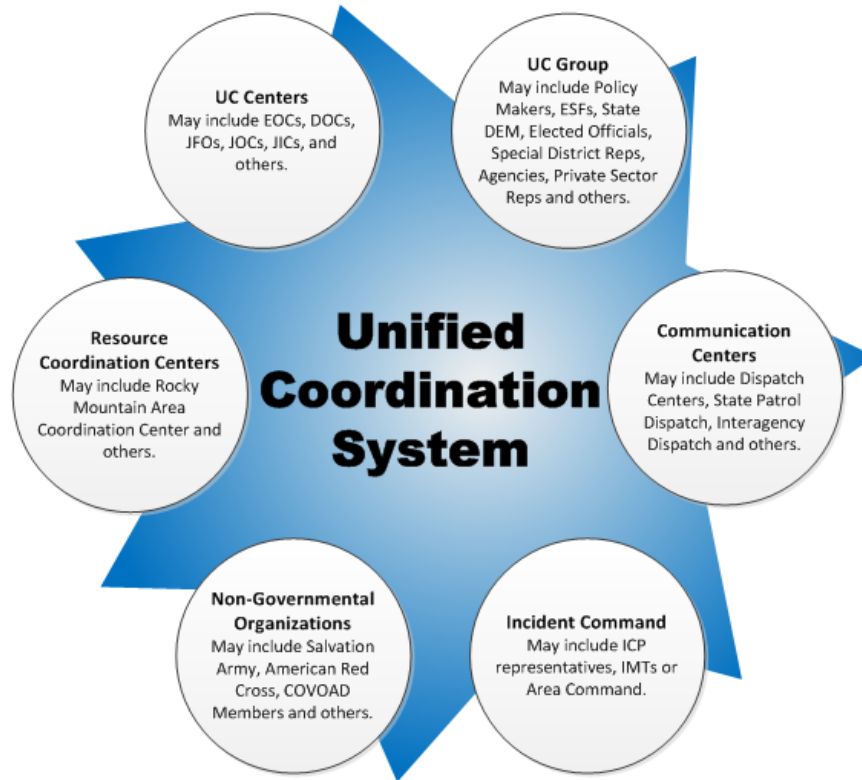 UC Centers
May include EOCs, DOCs,
JFOs, JOCs, JICs, and
others.
UC Group
May include Policy
Makers, ESFs, State
DEM, Elected Officials,
Special District Reps,
Agencies, Private Sector
Reps and others.
Resource
Coordination Centers
May include Rocky
Mountain Area
Coordination Center and
others.
Unified
Coordination
System
Communication
Centers
May include Dispatch
Centers, State Patrol
Dispatch, Interagency
Dispatch and others.
Non-Governmental
Organizations
May include Salvation
Army, American Red
Cross, COVOAD
Members and others.
Incident Command
May include ICP
representatives, IMTs or
Area Command.